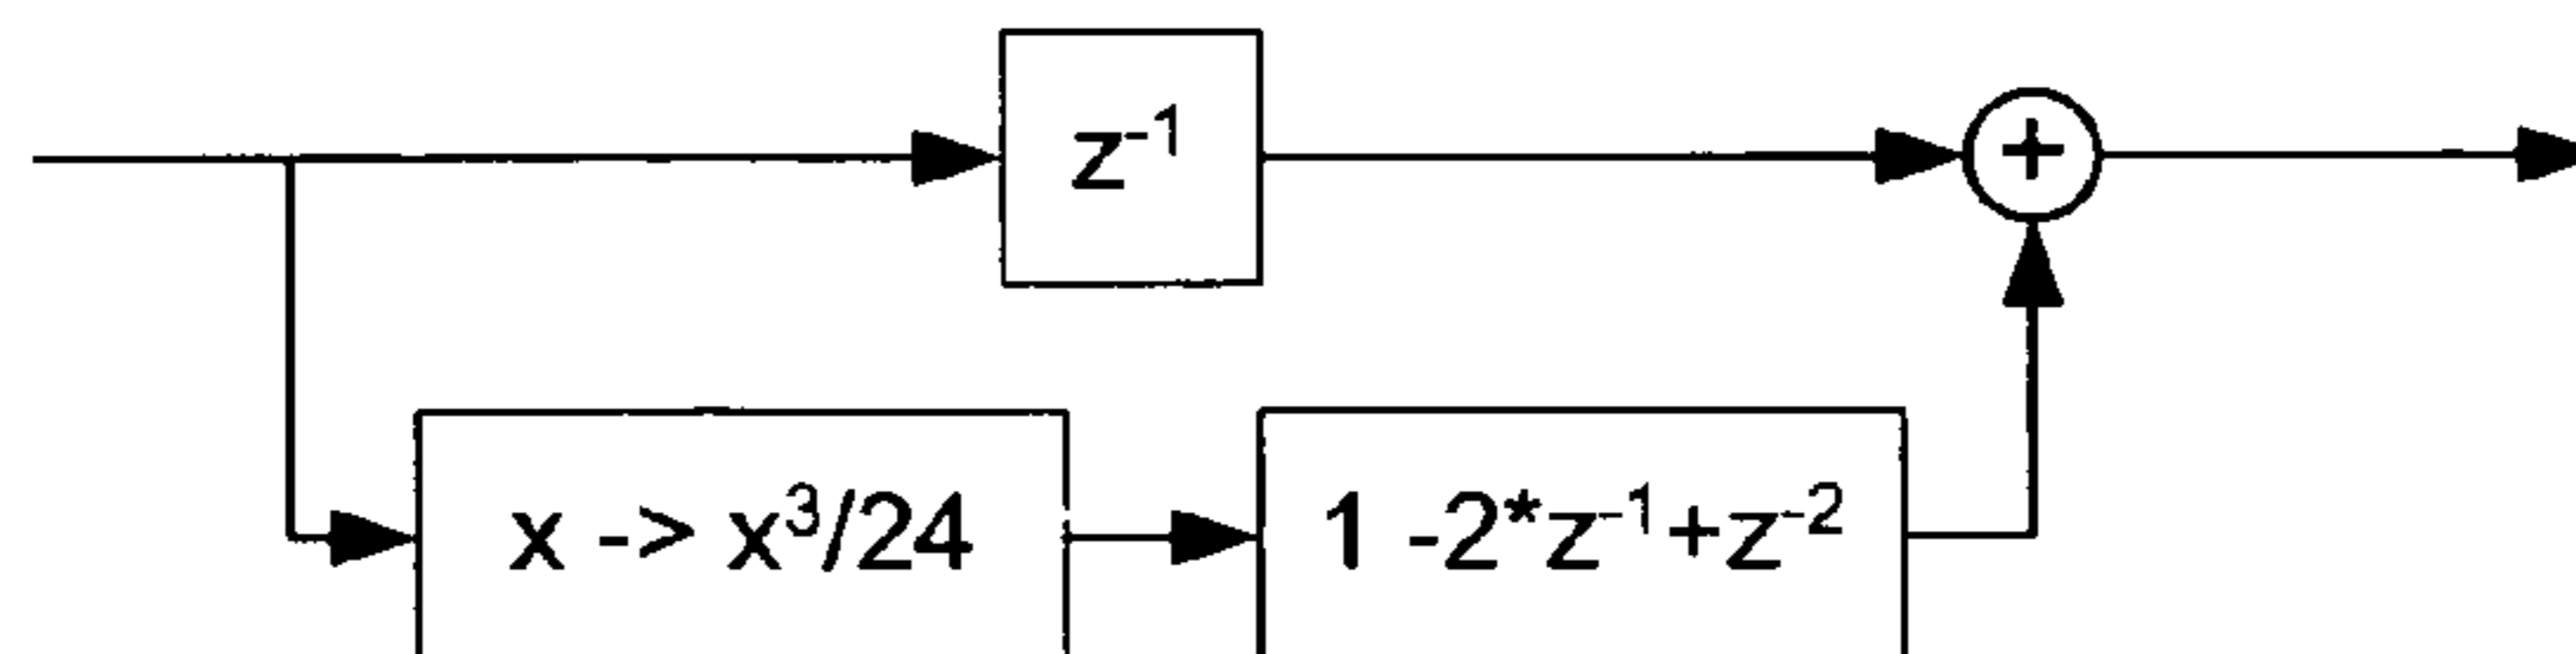 z⁻¹
+
x -> x³/24
1 -2*z⁻¹+z⁻²